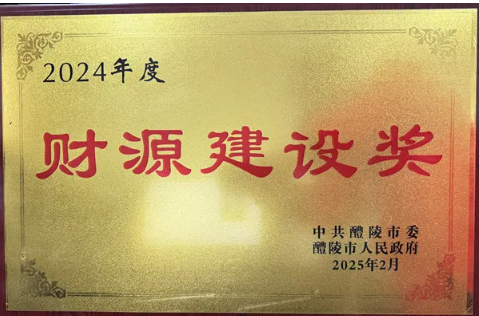 2024年度
财源建设奖
中共醴陵市委
醴陵市人民政府
2025年2月